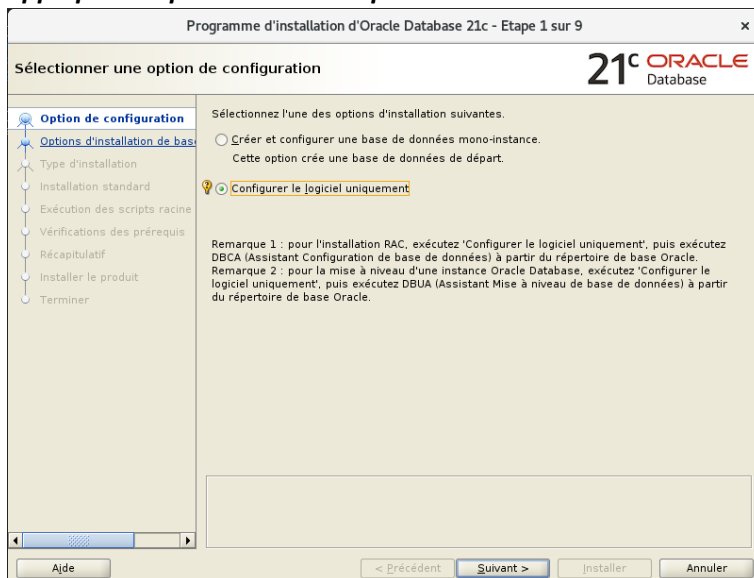 Programme d'installation d'Oracle Database 21c - Etape 1 sur 9
Sélectionner une option de configuration
21c ORACLE
Database
Option de configuration
Options d'installation de bas
Type d'installation
Installation standard
Exécution des scripts racine
Vérifications des prérequis
Récapitulatif
Installer le produit
Terminer
Sélectionnez l'une des options d'installation suivantes.
Créer et configurer une base de données mono-instance.
Cette option crée une base de données de départ.
Configurer le logiciel uniquement
Remarque 1 : pour l'installation RAC, exécutez 'Configurer le logiciel uniquement', puis exécutez
DBCA (Assistant Configuration de base de données) à partir du répertoire de base Oracle.
Remarque 2 : pour la mise à niveau d'une instance Oracle Database, exécutez 'Configurer le
logiciel uniquement', puis exécutez DBUA (Assistant Mise à niveau de base de données) à partir
du répertoire de base Oracle.
Aide
< Précédent
Suivant >
Installer
Annuler